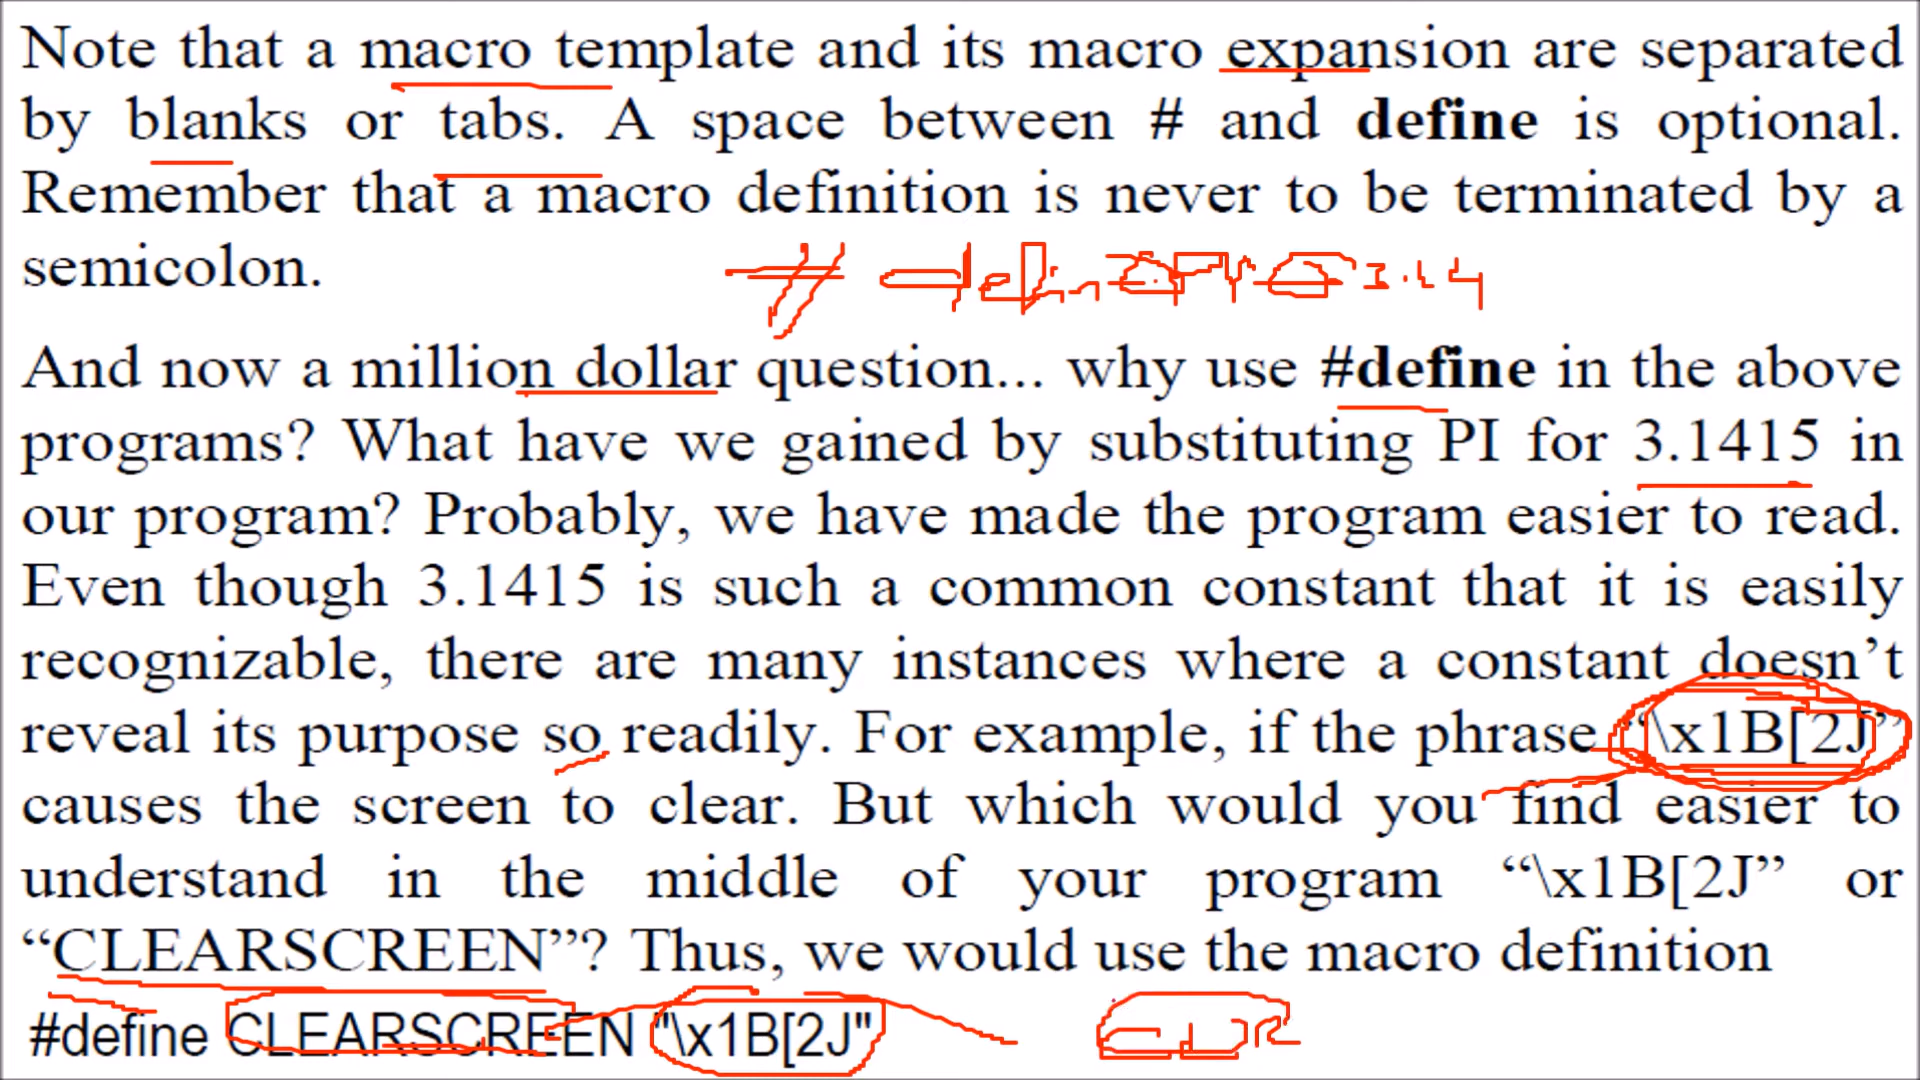 Note that a macro template and its macro expansion are separated
by blanks or tabs. A space between # and define is optional.
Remember that a macro definition is never to be terminated by a
semicolon.
# define PI 3.14
And now a million dollar question... why use #define in the above
programs? What have we gained by substituting PI for 3.1415 in
our program? Probably, we have made the program easier to read.
Even though 3.1415 is such a common constant that it is easily
recognizable, there are many instances where a constant doesn’t
reveal its purpose so readily. For example, if the phrase “\x1B[2J”
causes the screen to clear. But which would you find easier to
understand in the middle of your program “\x1B[2J” or
“CLEARSCREEN”? Thus, we would use the macro definition
#define CLEARSCREEN "\x1B[2J"